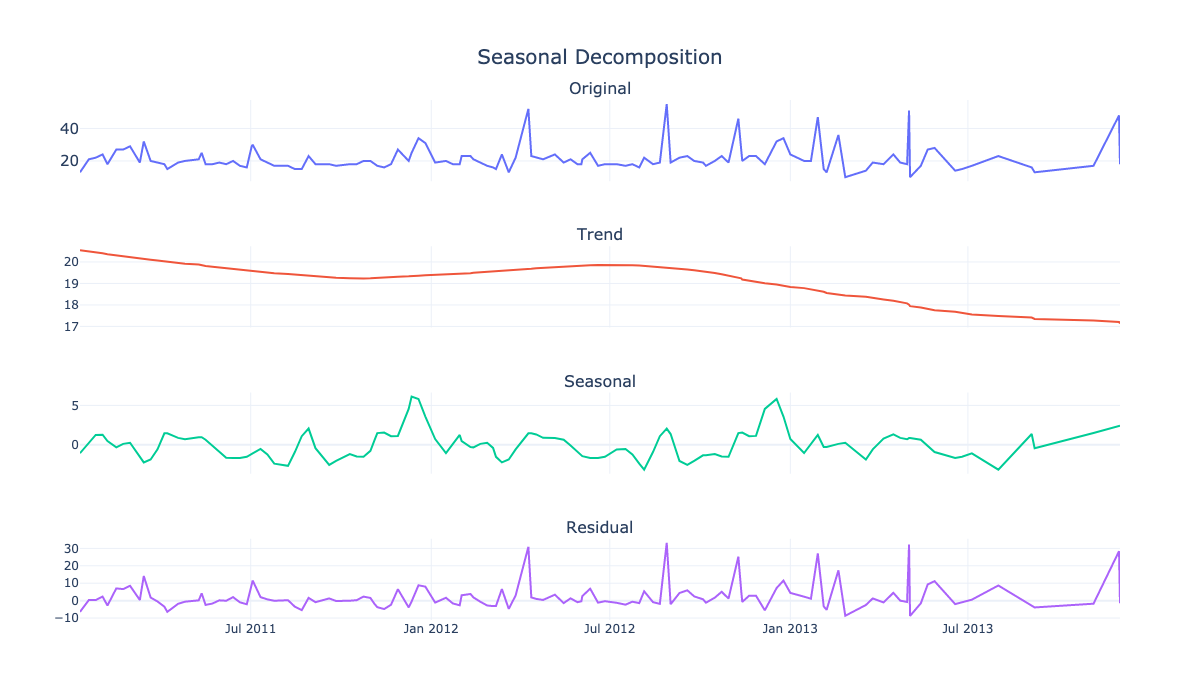 Seasonal Decomposition
Original
40
20
Trend
20
19
18
17
Seasonal
5
0
Residual
30
20
10
0
−10
Jul 2011 Jan 2012 Jul 2012 Jan 2013 Jul 2013